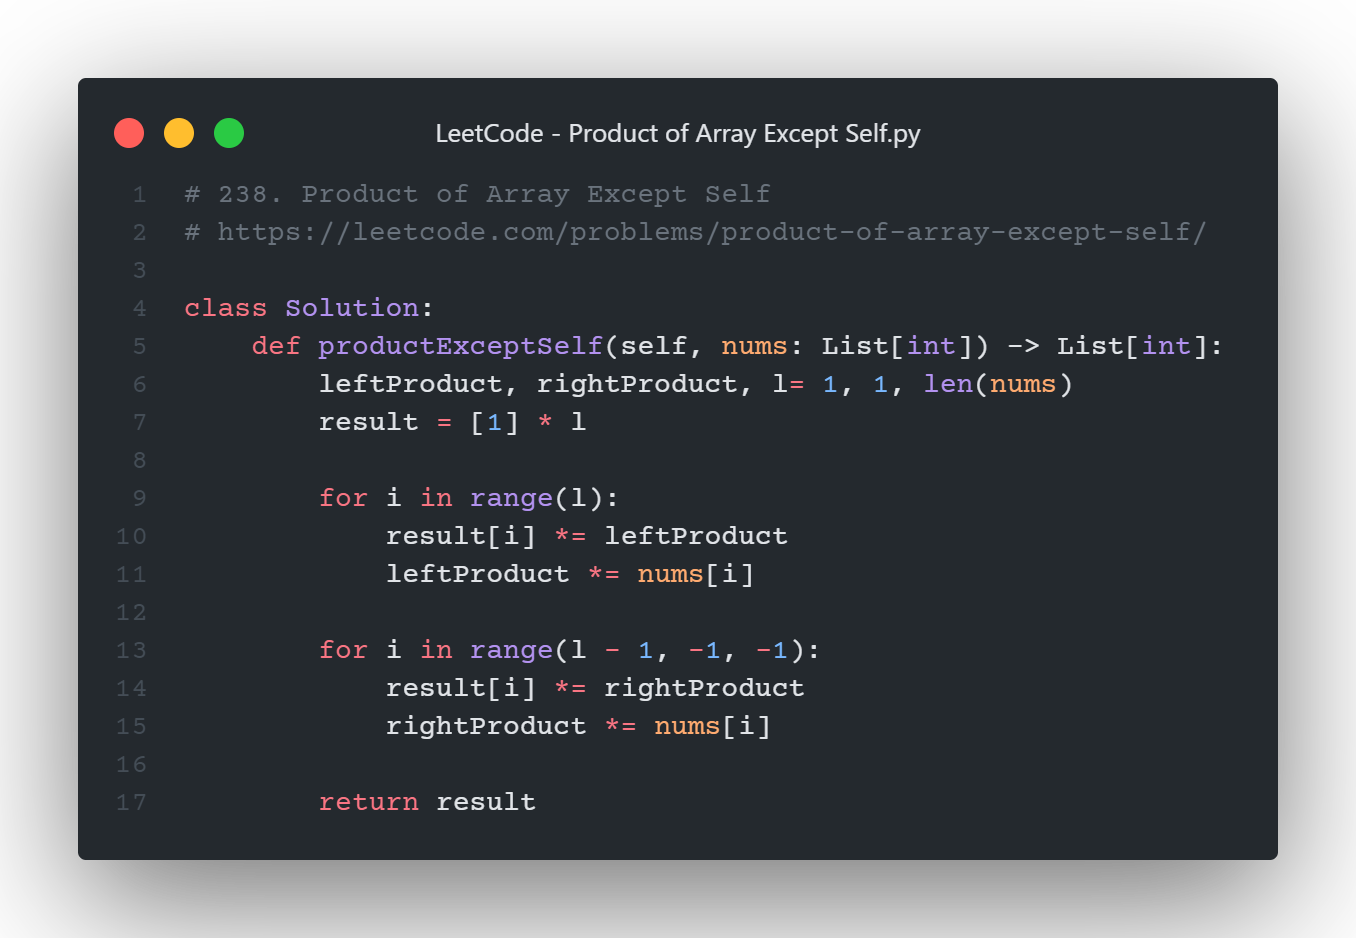 LeetCode - Product of Array Except Self.py
1 # 238. Product of Array Except Self
2 # https://leetcode.com/problems/product-of-array-except-self/
3
4 class Solution:
5     def productExceptSelf(self, nums: List[int]) -> List[int]:
6         leftProduct, rightProduct, l= 1, 1, len(nums)
7         result = [1] * l
8
9         for i in range(l):
10             result[i] *= leftProduct
11             leftProduct *= nums[i]
12
13         for i in range(l - 1, -1, -1):
14             result[i] *= rightProduct
15             rightProduct *= nums[i]
16
17         return result